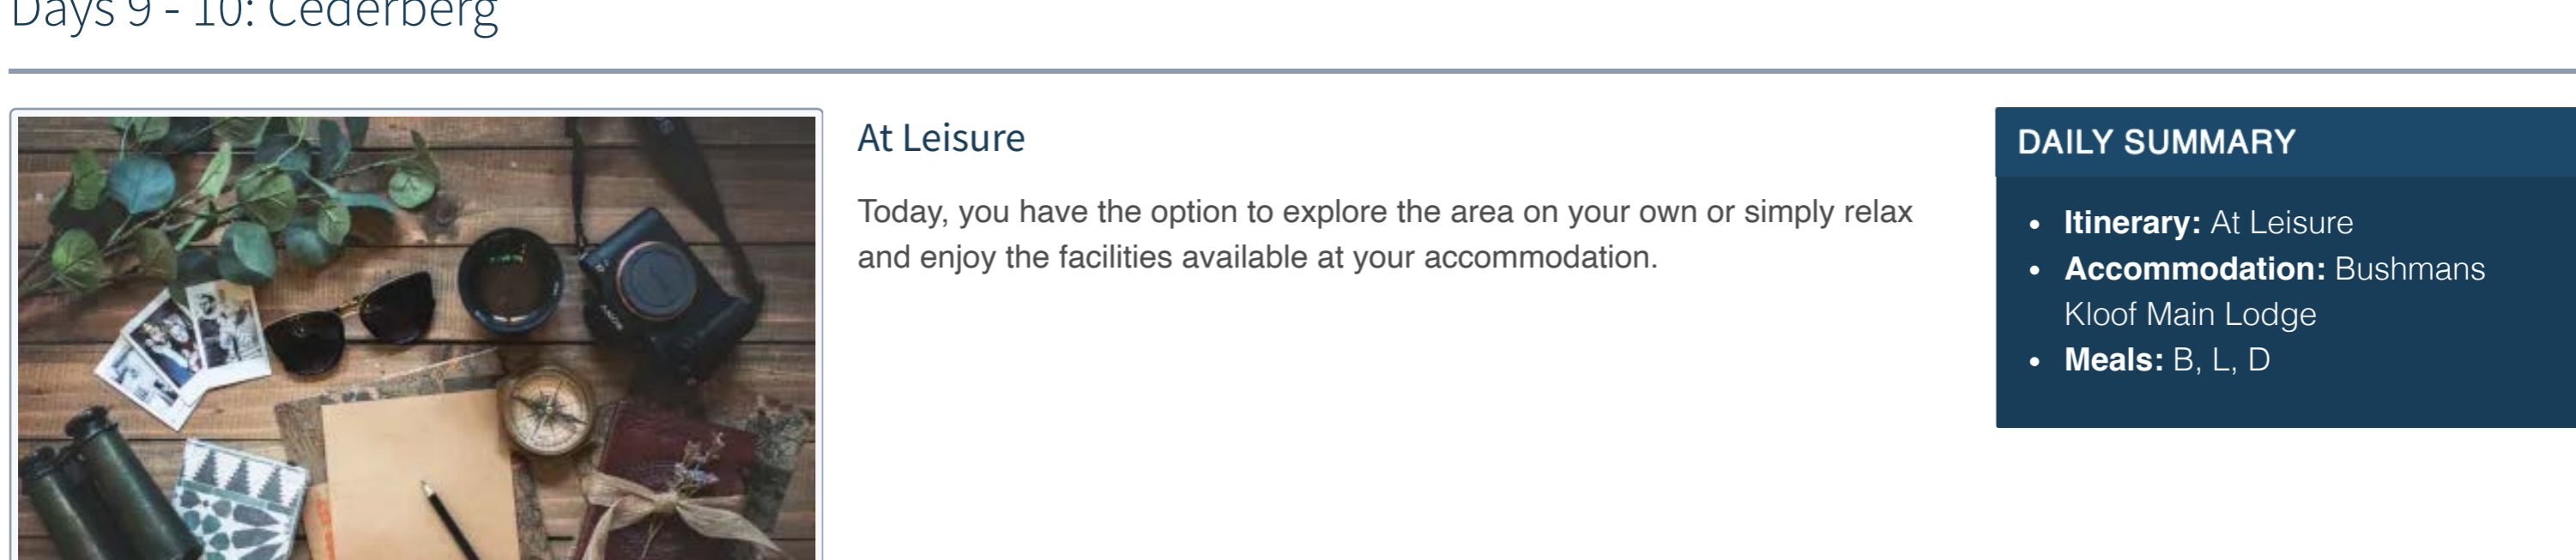 Days 9 - 10: Cederberg
At Leisure
Today, you have the option to explore the area on your own or simply relax
and enjoy the facilities available at your accommodation.
DAILY SUMMARY
• Itinerary: At Leisure
• Accommodation: Bushmans
Kloof Main Lodge
• Meals: B, L, D
SONY